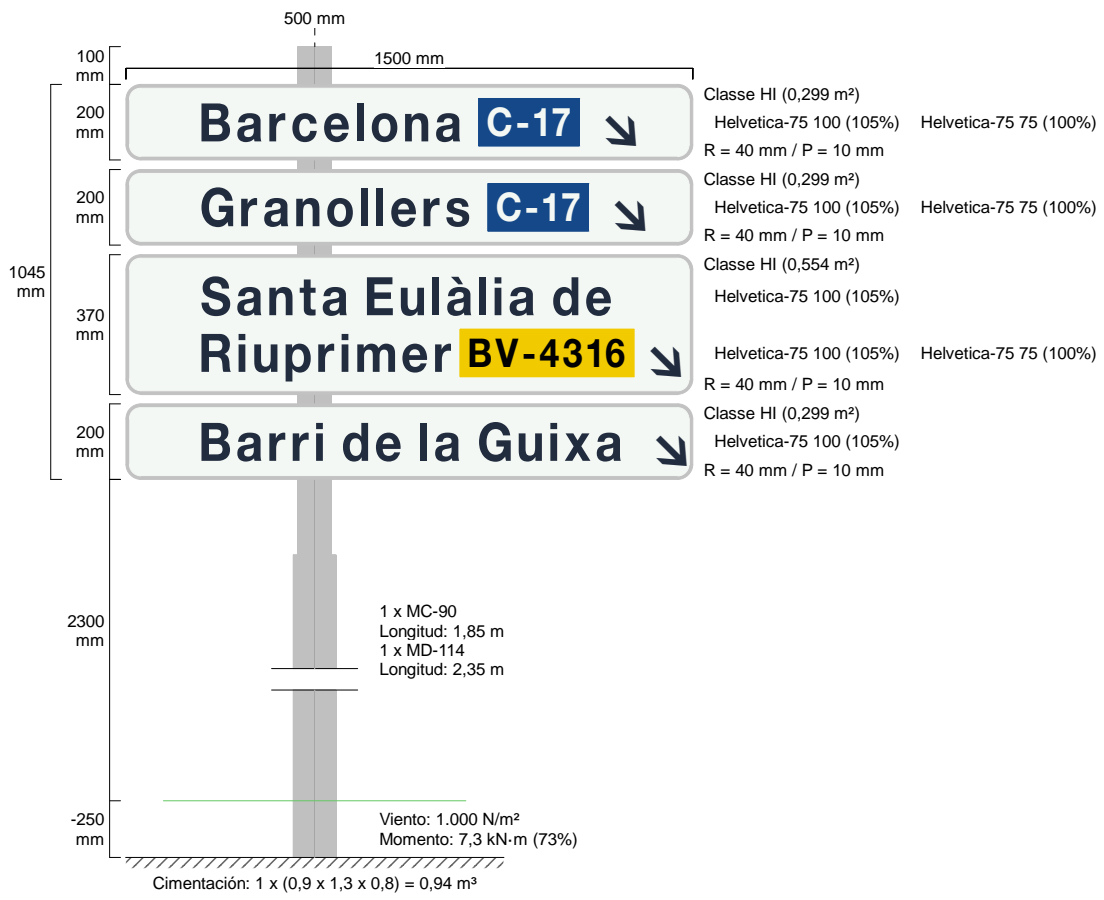 500 mm
100 mm
1500 mm
1045 mm
200 mm
Barcelona C-17
Classe HI (0,299 m²)
Helvetica-75 100 (105%) Helvetica-75 75 (100%)
R = 40 mm / P = 10 mm
200 mm
Granollers C-17
Classe HI (0,299 m²)
Helvetica-75 100 (105%) Helvetica-75 75 (100%)
R = 40 mm / P = 10 mm
370 mm
Santa Eulàlia de
Riuprimer BV-4316
Classe HI (0,554 m²)
Helvetica-75 100 (105%)
Helvetica-75 100 (105%) Helvetica-75 75 (100%)
R = 40 mm / P = 10 mm
200 mm
Barri de la Guixa
Classe HI (0,299 m²)
Helvetica-75 100 (105%)
R = 40 mm / P = 10 mm
2300 mm
1 x MC-90
Longitud: 1,85 m
1 x MD-114
Longitud: 2,35 m
-250 mm
Viento: 1.000 N/m²
Momento: 7,3 kN·m (73%)
Cimentación: 1 x (0,9 x 1,3 x 0,8) = 0,94 m³